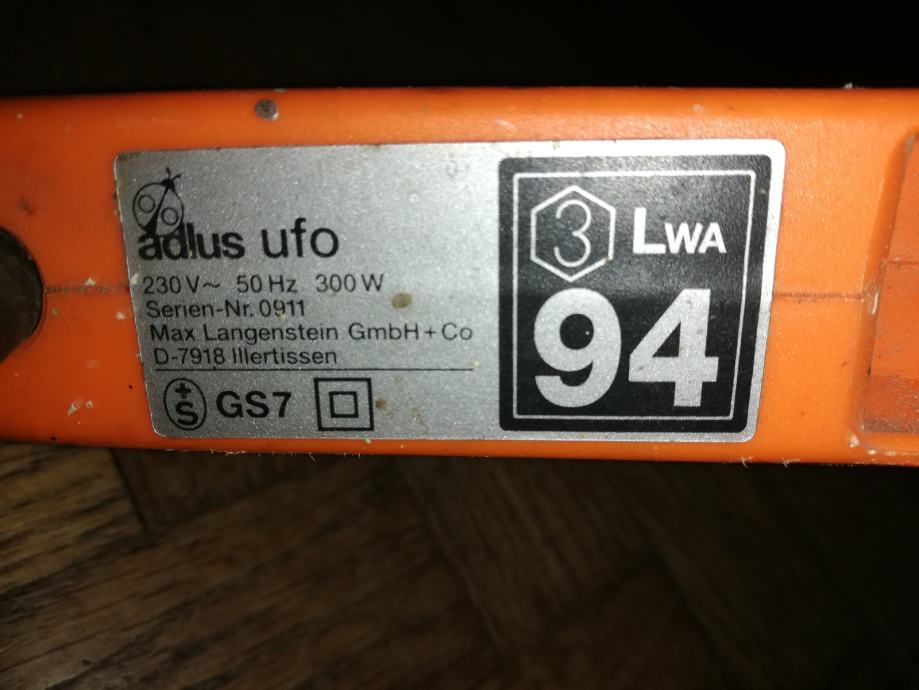 adlus ufo
230 V~ 50 Hz 300 W
Serien-Nr. 0911
Max Langenstein GmbH + Co
D-7918 Illertissen
+S GS7
3 LWA
94